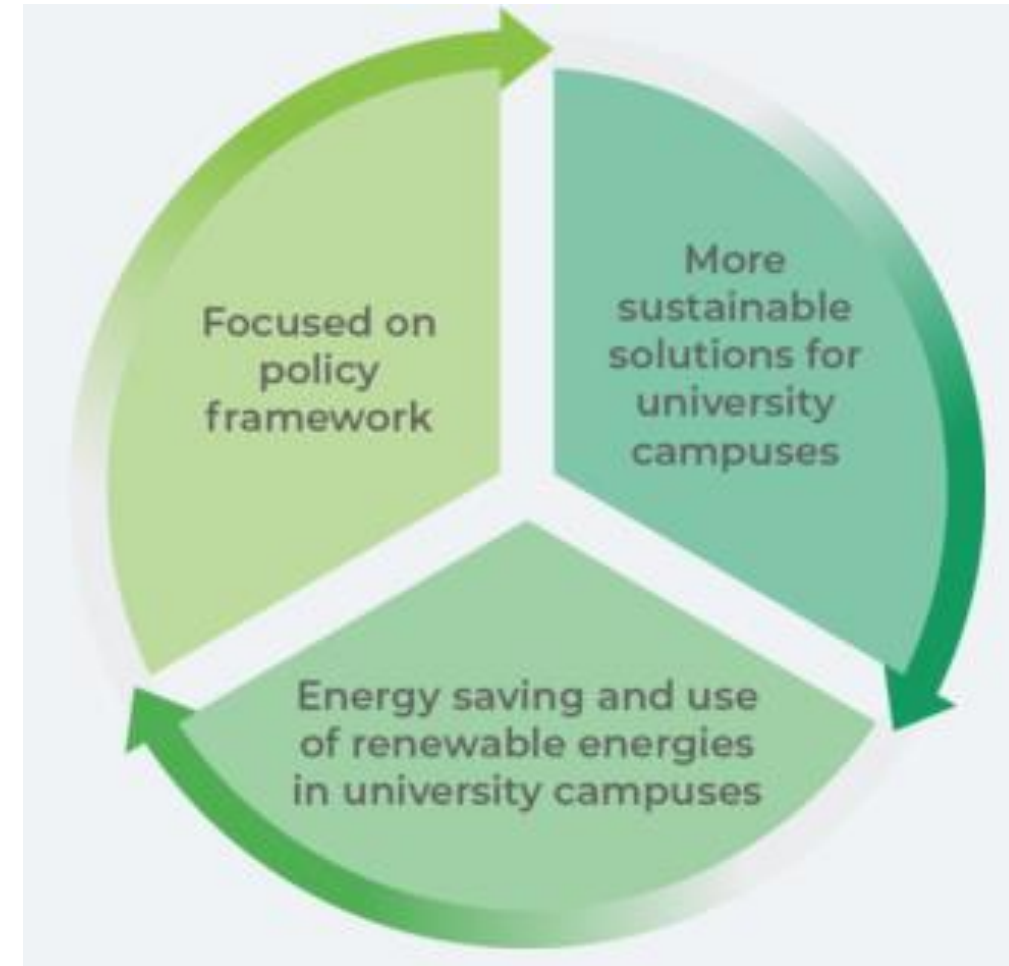 Focused on
policy
framework
More
sustainable
solutions for
university
campuses
Energy saving and use
of renewable energies
in university campuses